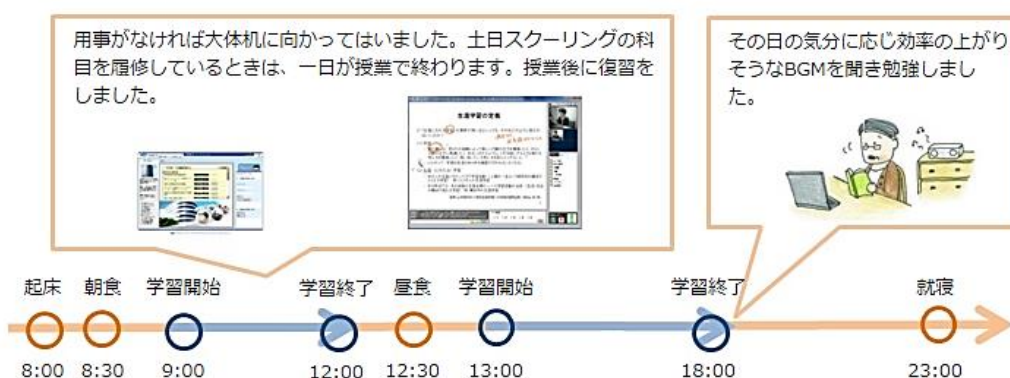 用事がなければ大体机に向かってはいました。土日スクーリングの科
目を履修しているときは、一日が授業で終わります。授業後に復習を
しました。
その日の気分に応じ効率の上がり
そうなBGMを聞き勉強しまし
た。
生涯学習の定義
起床 朝食 学習開始 学習終了 昼食 学習開始 学習終了 就寝
8:00 8:30 9:00 12:00 12:30 13:00 18:00 23:00